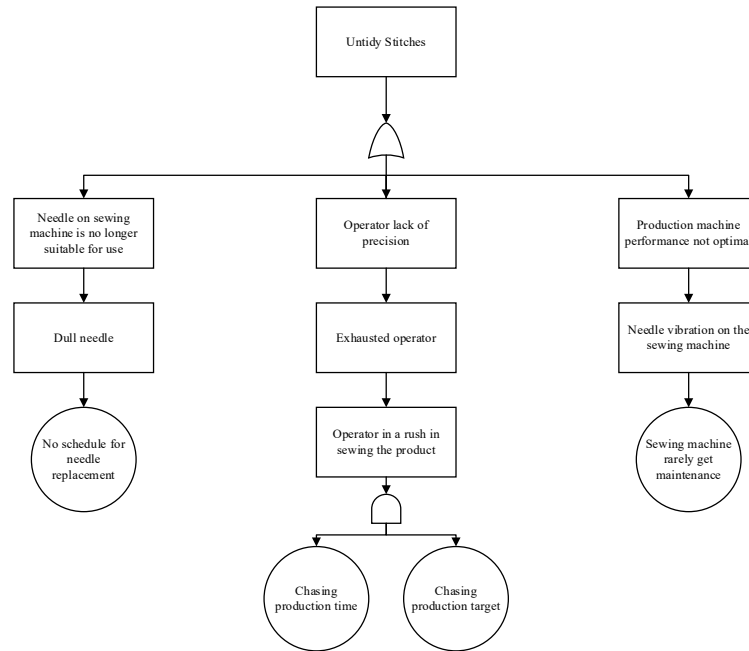 Untidy Stitches
Needle on sewing
machine is no longer
suitable for use
Operator lack of
precision
Production machine
performance not optima
Dull needle
Exhausted operator
Needle vibration on the
sewing machine
No schedule for
needle
replacement
Operator in a rush in
sewing the product
Sewing machine
rarely get
maintenance
Chasing
production time
Chasing
production target